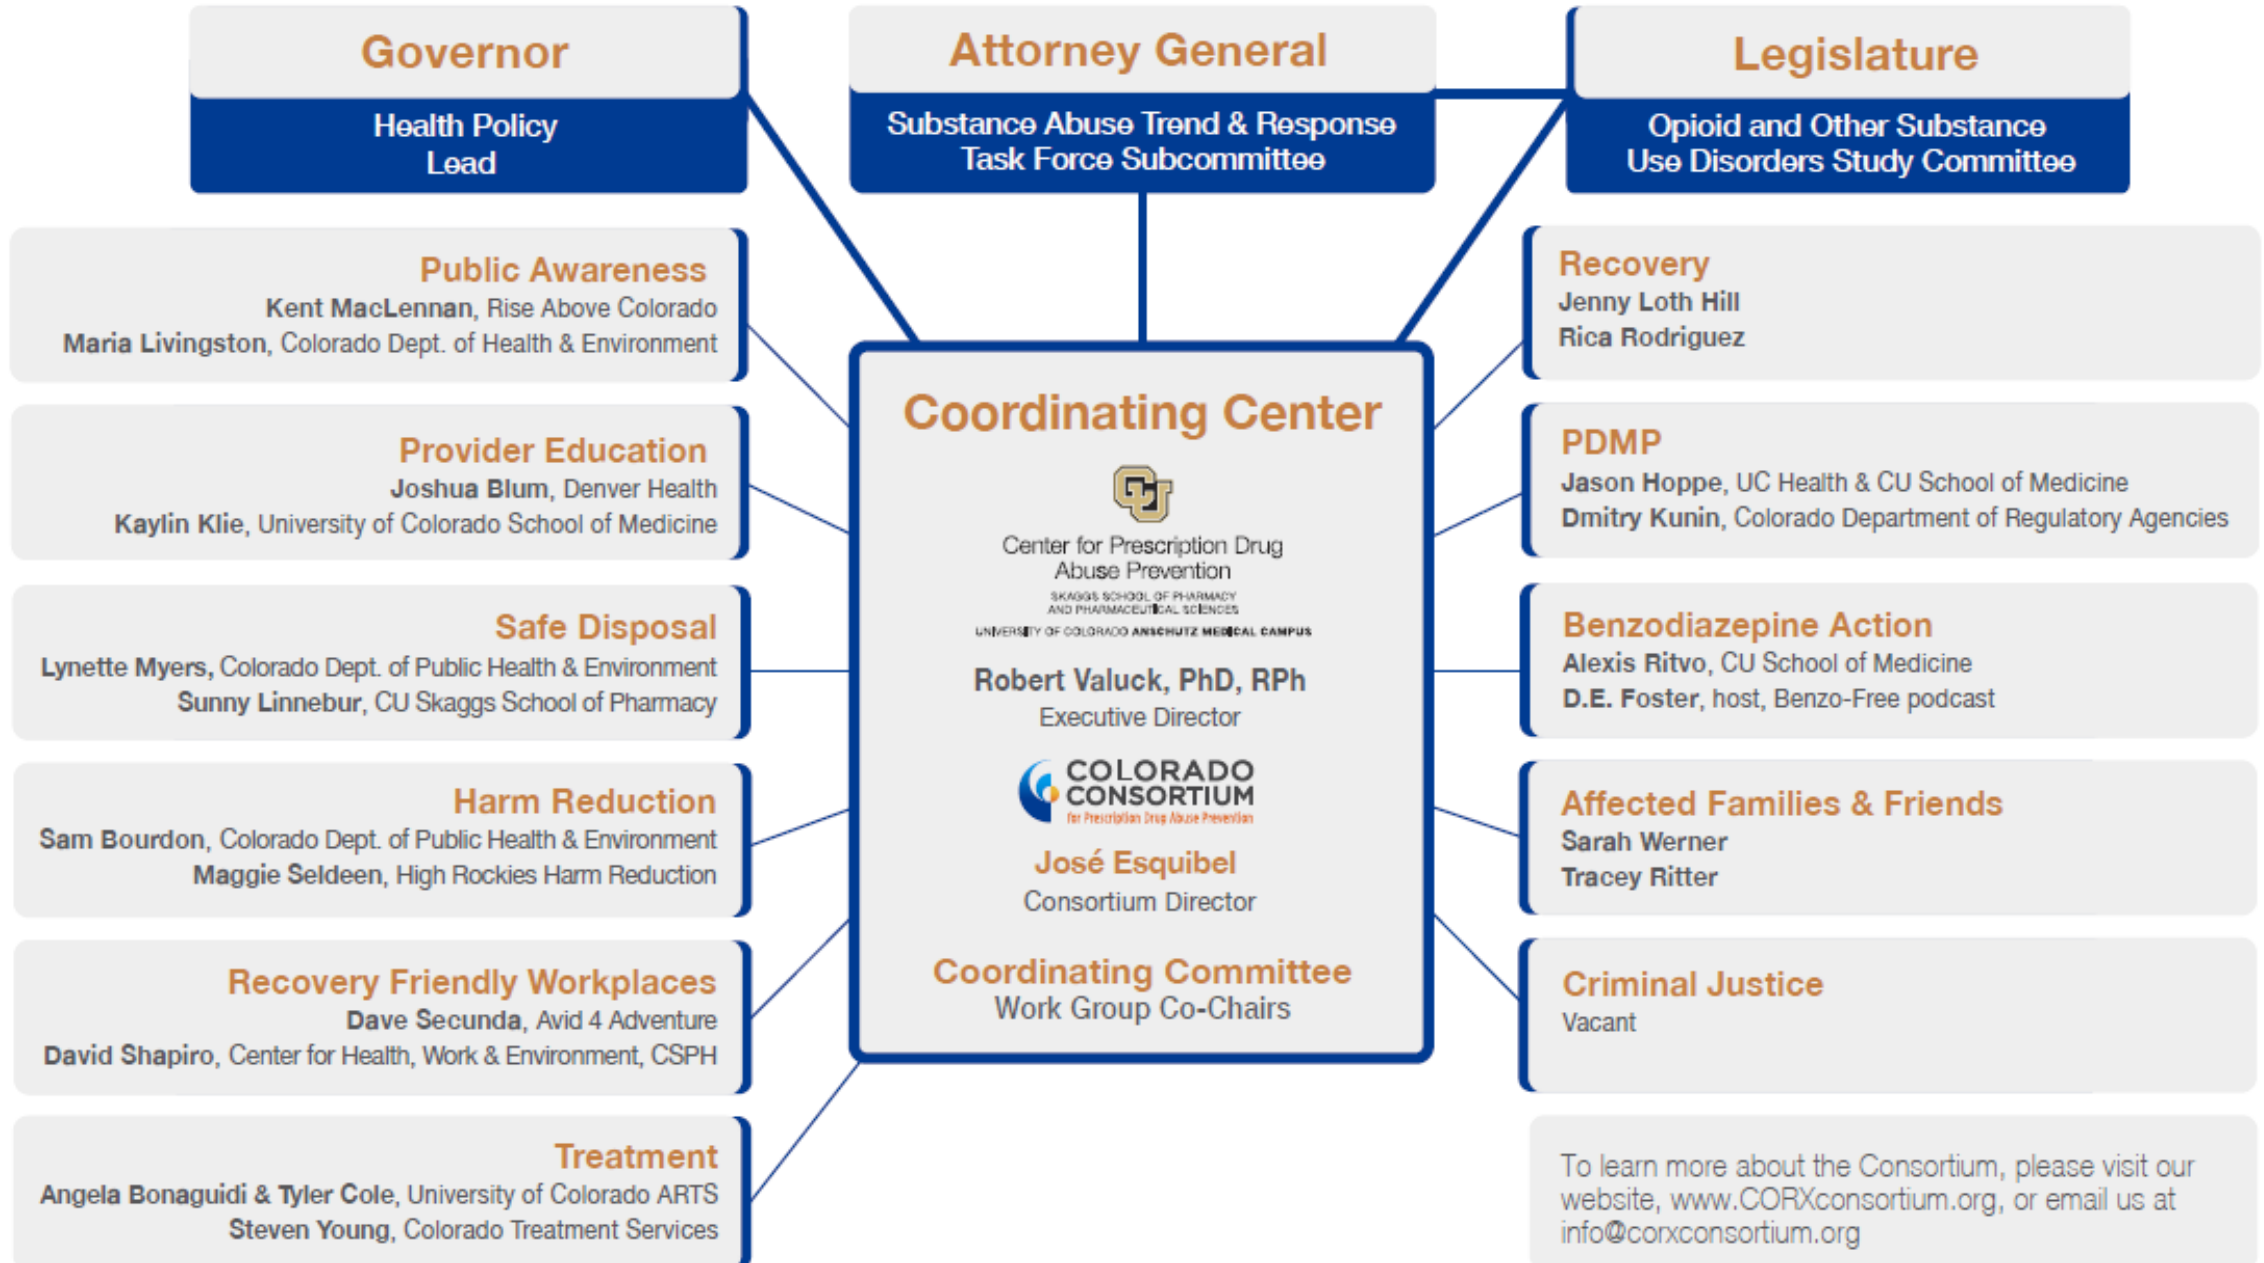 Governor
Health Policy
Lead
Attorney General
Substance Abuse Trend & Response
Task Force Subcommittee
Legislature
Opioid and Other Substance
Use Disorders Study Committee
Public Awareness
Kent MacLennan, Rise Above Colorado
Maria Livingston, Colorado Dept. of Health & Environment
Provider Education
Joshua Blum, Denver Health
Kaylin Klie, University of Colorado School of Medicine
Safe Disposal
Lynette Myers, Colorado Dept. of Public Health & Environment
Sunny Linnebur, CU Skaggs School of Pharmacy
Harm Reduction
Sam Bourdon, Colorado Dept. of Public Health & Environment
Maggie Seldeen, High Rockies Harm Reduction
Recovery Friendly Workplaces
Dave Secunda, Avid 4 Adventure
David Shapiro, Center for Health, Work & Environment, CSPH
Treatment
Angela Bonaguidi & Tyler Cole, University of Colorado ARTS
Steven Young, Colorado Treatment Services
Coordinating Center
CU
Center for Prescription Drug
Abuse Prevention
SKAGGS SCHOOL OF PHARMACY
AND PHARMACEUTICAL SCIENCES
UNIVERSITY OF COLORADO ANSCHUTZ MEDICAL CAMPUS
Robert Valuck, PhD, RPh
Executive Director
COLORADO
CONSORTIUM
for Prescription Drug Abuse Prevention
José Esquibel
Consortium Director
Coordinating Committee
Work Group Co-Chairs
Recovery
Jenny Loth Hill
Rica Rodriguez
PDMP
Jason Hoppe, UC Health & CU School of Medicine
Dmitry Kunin, Colorado Department of Regulatory Agencies
Benzodiazepine Action
Alexis Ritvo, CU School of Medicine
D.E. Foster, host, Benzo-Free podcast
Affected Families & Friends
Sarah Werner
Tracey Ritter
Criminal Justice
Vacant
To learn more about the Consortium, please visit our
website, www.CORXconsortium.org, or email us at
info@corxconsortium.org